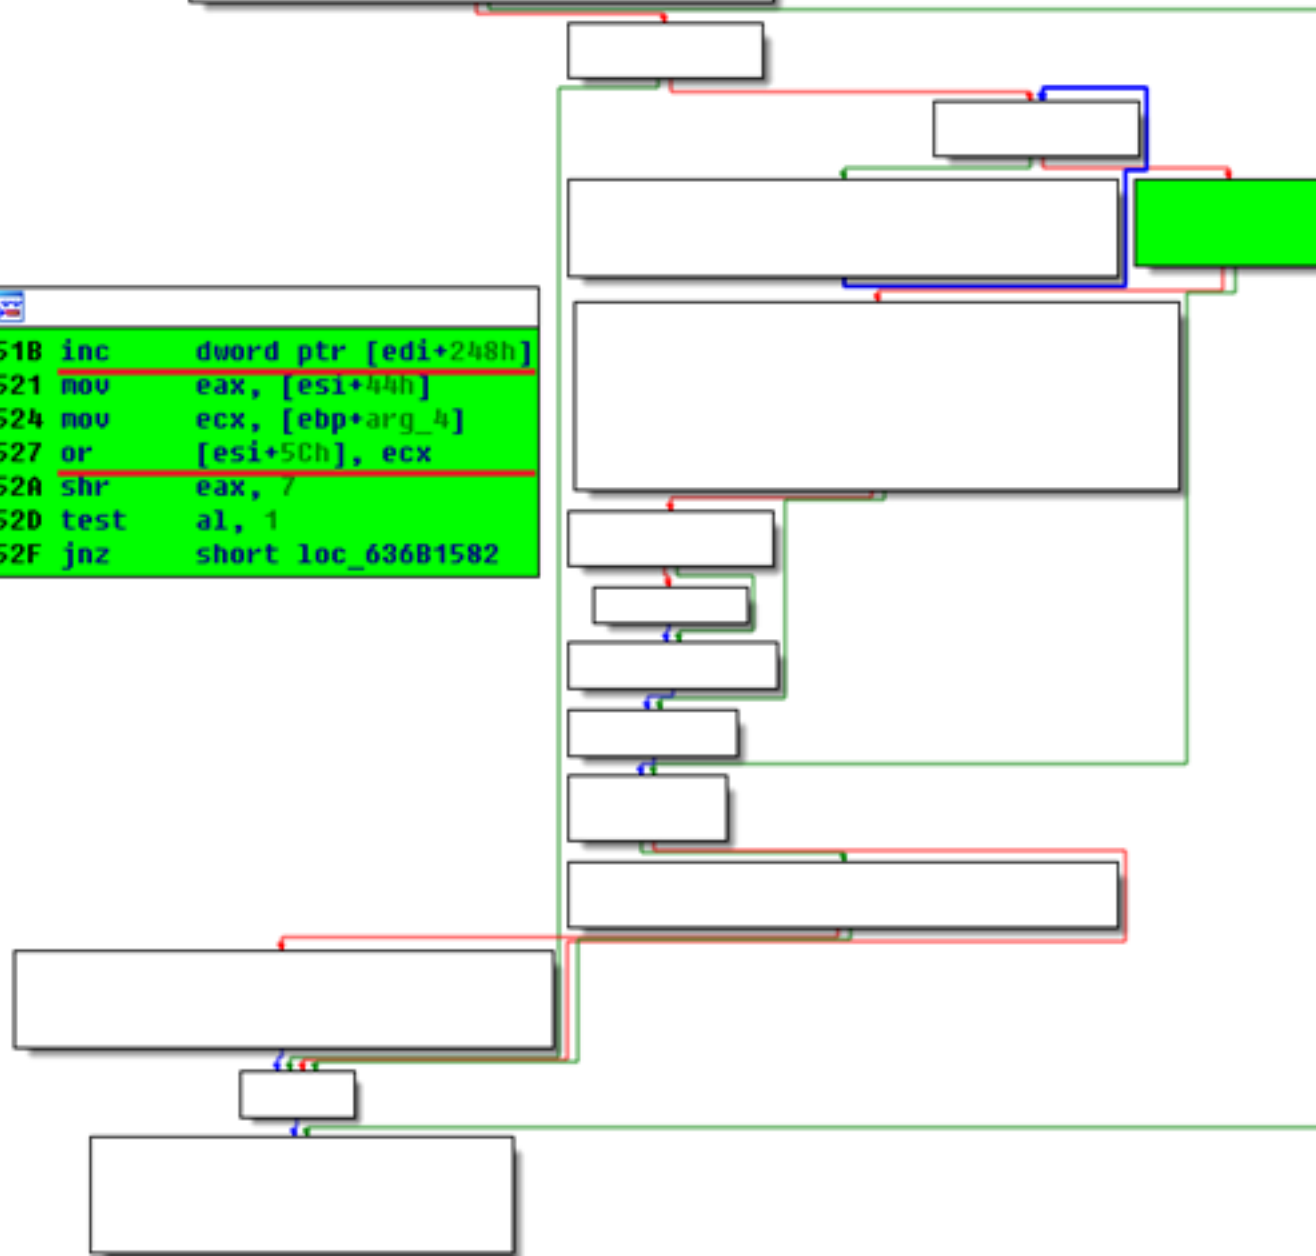 51B inc dword ptr [edi+248h]
521 mov eax, [esi+44h]
524 mov ecx, [ebp+arg_4]
527 or [esi+5Ch], ecx
52A shr eax, 7
52D test al, 1
52F jnz short loc_636B1582